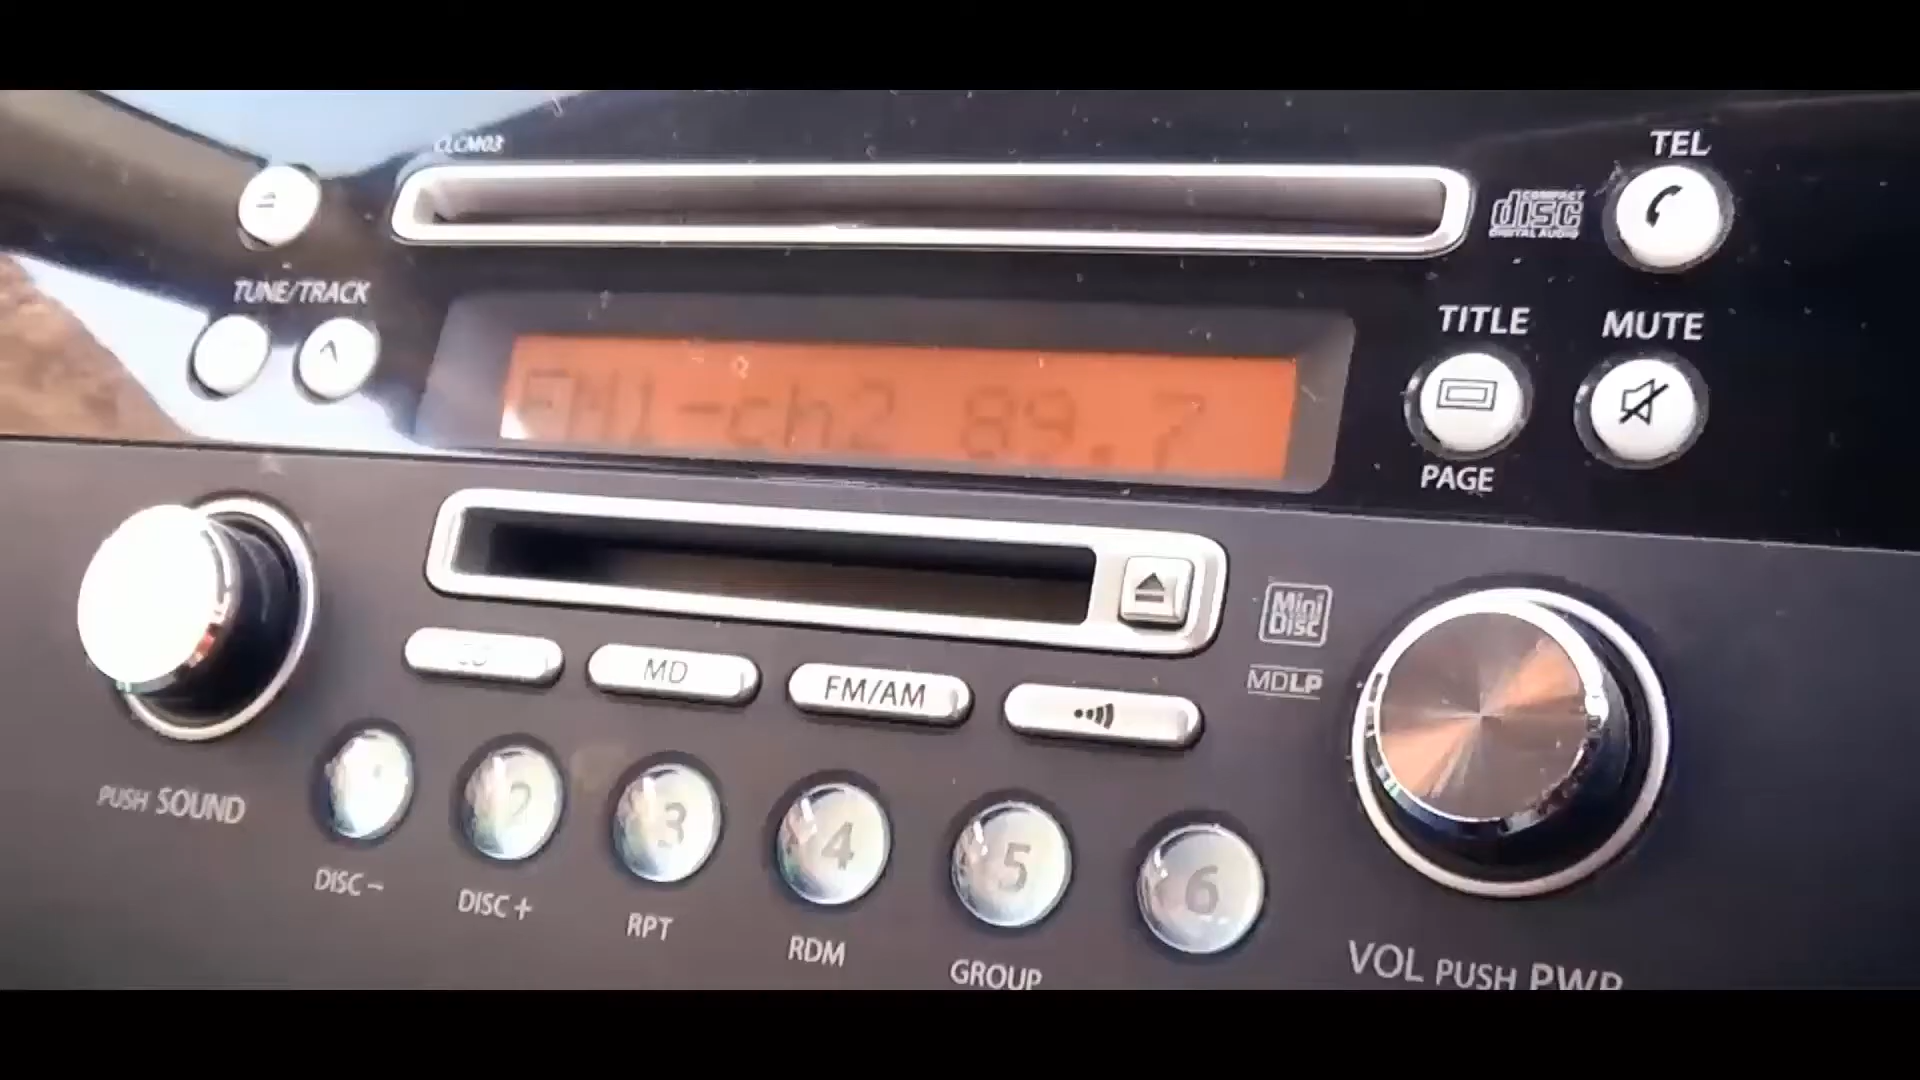 CLCM03
TEL
COMPACT
disc
DIGITAL AUDIO
TUNE/TRACK
TITLE
MUTE
FM1-ch2 89.7
PAGE
Mini
Disc
MD
FM/AM
MDLP
PUSH SOUND
1
2
3
4
5
6
DISC −
DISC +
RPT
RDM
GROUP
VOL PUSH PWR